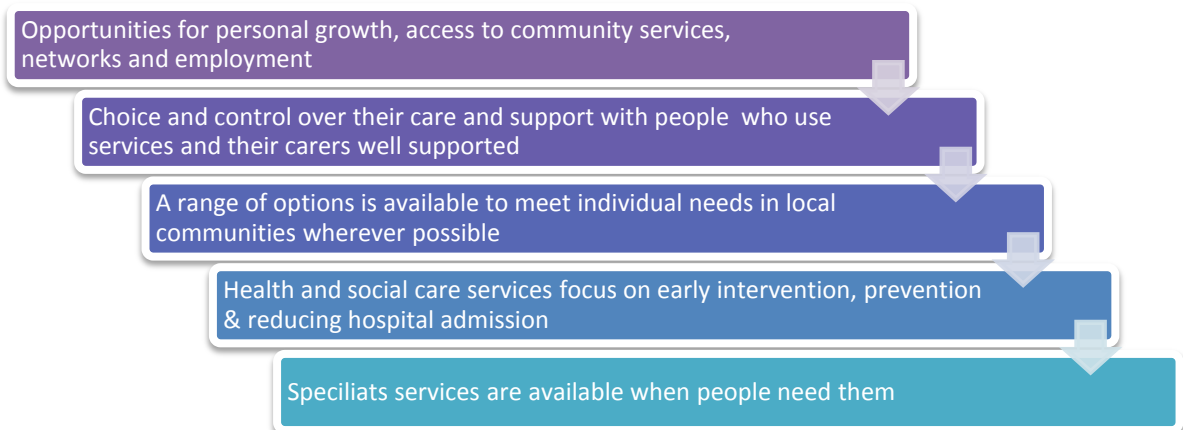 Opportunities for personal growth, access to community services,
networks and employment
Choice and control over their care and support with people  who use
services and their carers well supported
A range of options is available to meet individual needs in local
communities wherever possible
Health and social care services focus on early intervention, prevention
& reducing hospital admission
Speciliats services are available when people need them